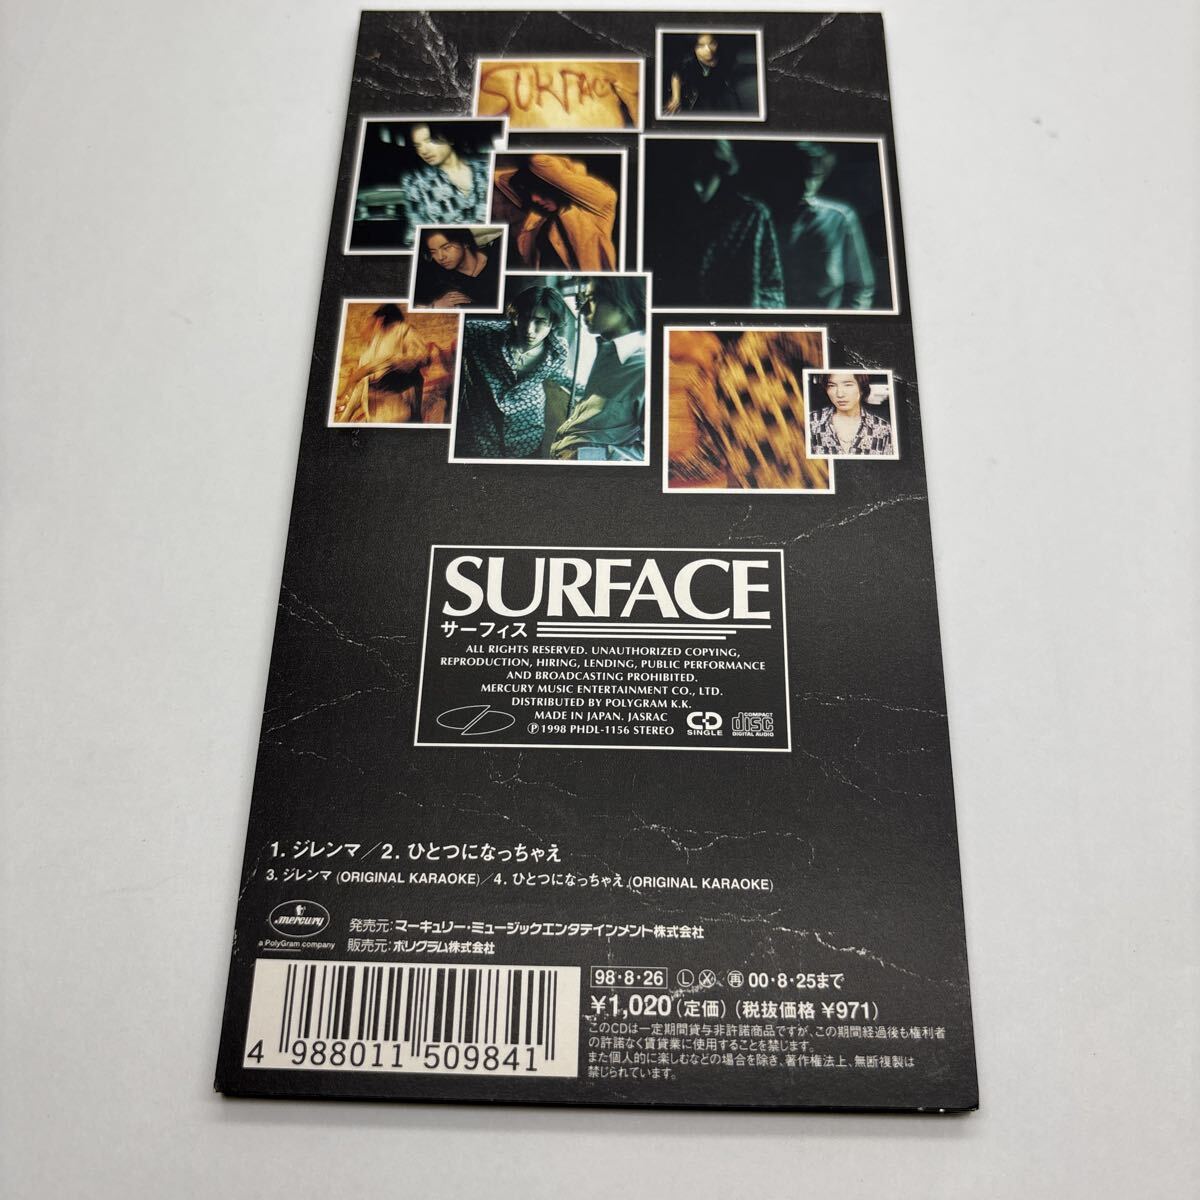 SURFACE
SURFACE
サーフィス
ALL RIGHTS RESERVED. UNAUTHORIZED COPYING,
REPRODUCTION, HIRING, LENDING, PUBLIC PERFORMANCE
AND BROADCASTING PROHIBITED.
MERCURY MUSIC ENTERTAINMENT CO., LTD.
DISTRIBUTED BY POLYGRAM K.K.
MADE IN JAPAN. JASRAC
Ⓟ1998 PHDL-1156 STEREO
CD SINGLE
COMPACT disc DIGITAL AUDIO
1. ジレンマ／2. ひとつになっちゃえ
3. ジレンマ (ORIGINAL KARAOKE)／4. ひとつになっちゃえ (ORIGINAL KARAOKE)
mercury
a PolyGram company
発売元:マーキュリー・ミュージックエンタテインメント株式会社
販売元:ポリグラム株式会社
98・8・26 Ⓛ Ⓧ 再 00・8・25まで
¥1,020(定価) (税抜価格 ¥971)
このCDは一定期間貸与非許諾商品ですが、この期間経過後も権利者
の許諾なく賃貸業に使用することを禁じます。
また個人的に楽しむなどの場合を除き、著作権法上、無断複製は
禁じられています。
4 988011 509841